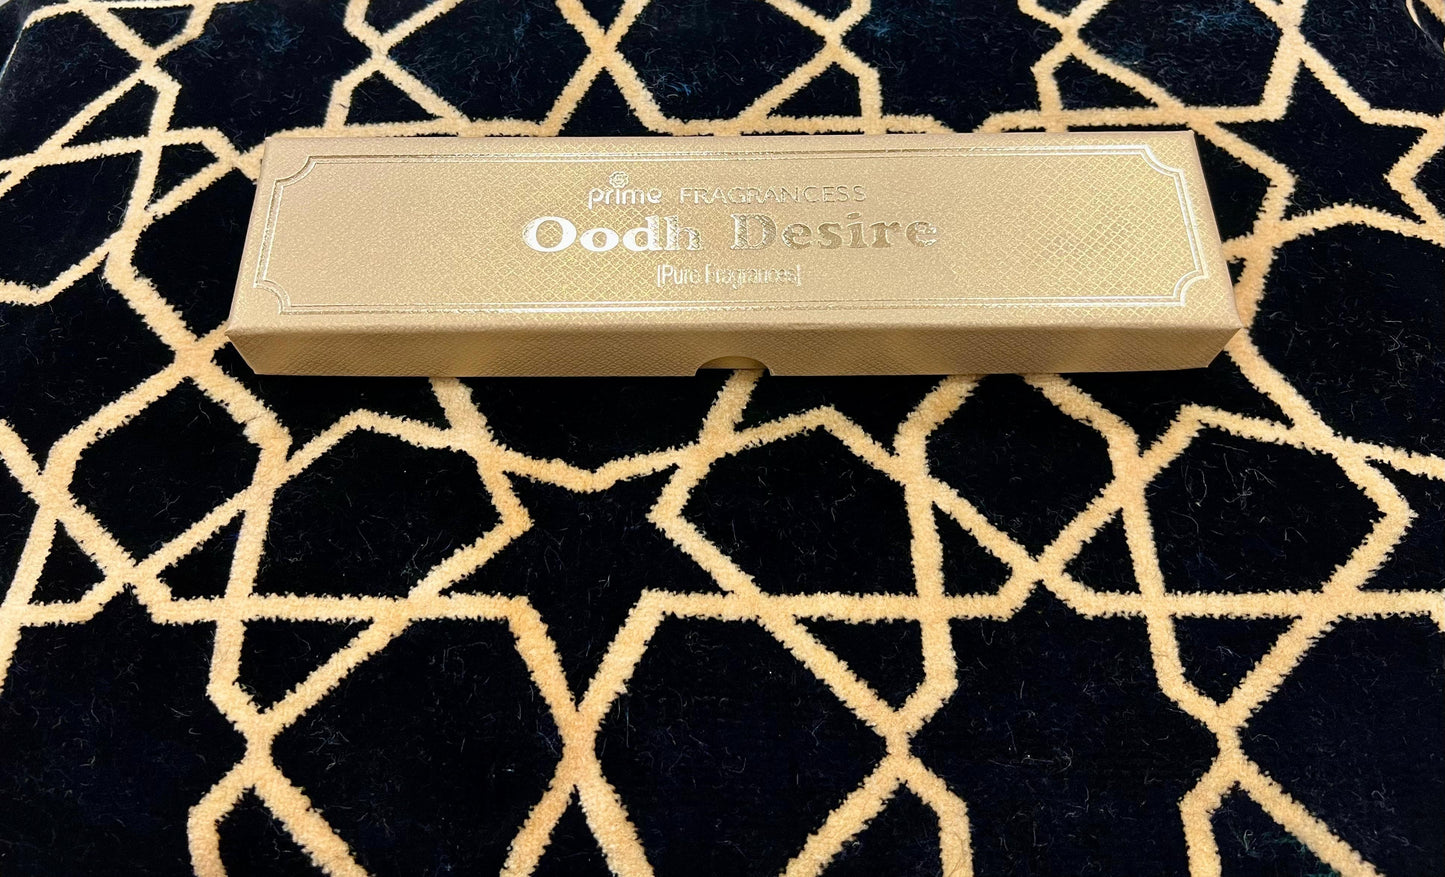 prime FRAGRANCESS
Oodh Desire
[Pure Fragrances]